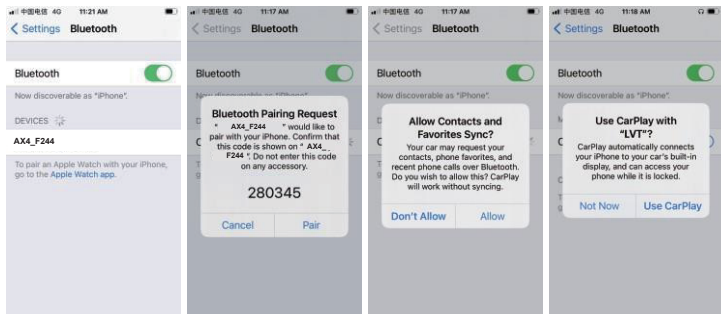 中国电信 4G 11:21 AM
Settings Bluetooth
Bluetooth
Now discoverable as "iPhone".
DEVICES
AX4_F244
To pair an Apple Watch with your iPhone,
go to the Apple Watch app.
中国电信 4G 11:17 AM
Settings Bluetooth
Bluetooth
Now discoverable as "iPhone".
Bluetooth Pairing Request
" AX4_F244 " would like to
pair with your iPhone. Confirm that
this code is shown on " AX4_
F244 ". Do not enter this code
on any accessory.
280345
Cancel Pair
中国电信 4G 11:17 AM
Settings Bluetooth
Bluetooth
Now discoverable as "iPhone".
Allow Contacts and
Favorites Sync?
Your car may request your
contacts, phone favorites, and
recent phone calls over Bluetooth.
Do you wish to allow this? CarPlay
will work without syncing.
Don't Allow Allow
中国电信 4G 11:18 AM
Settings Bluetooth
Bluetooth
Now discoverable as "iPhone".
Use CarPlay with
"LVT"?
CarPlay automatically connects
your iPhone to your car's built-in
display, and can access your
phone while it is locked.
Not Now Use CarPlay